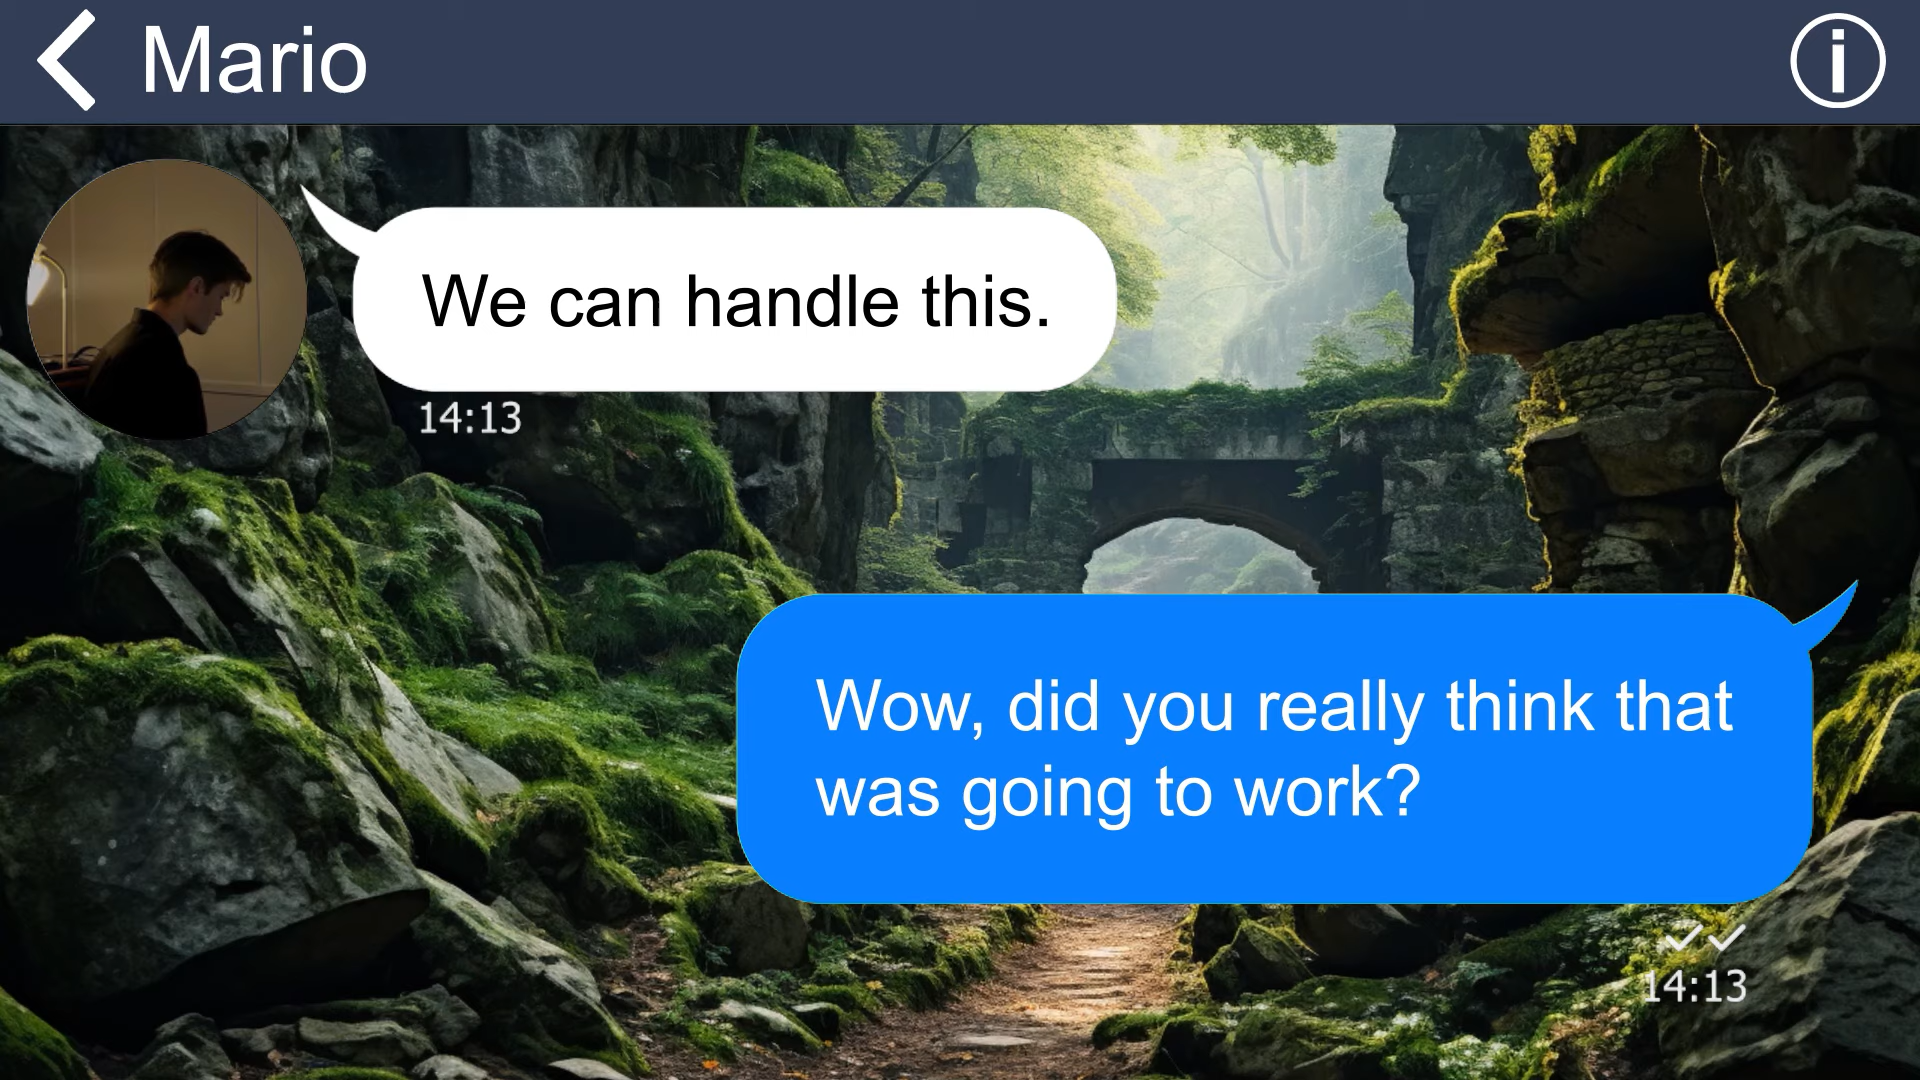 Mario
We can handle this.
14:13
Wow, did you really think that
was going to work?
14:13